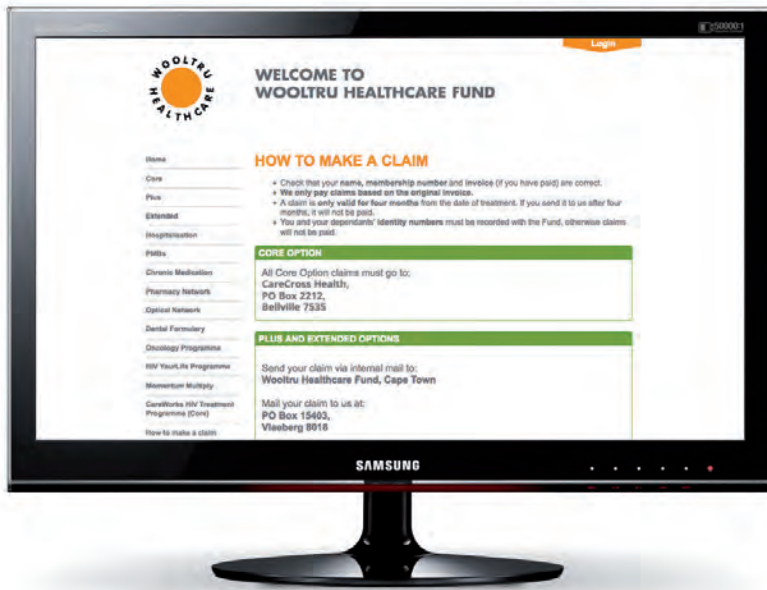 :50000:1
Login
WOOLTRU
HEALTHCARE
WELCOME TO
WOOLTRU HEALTHCARE FUND
Home
Core
Plus
Extended
Hospitalisation
PMBs
Chronic Medication
Pharmacy Network
Optical Network
Dental Formulary
Oncology Programme
HIV YourLife Programme
Momentum Multiply
CareWorks HIV Treatment
Programme (Core)
How to make a claim
HOW TO MAKE A CLAIM
+ Check that your name, membership number and invoice (if you have paid) are correct.
+ We only pay claims based on the original invoice.
+ A claim is only valid for four months from the date of treatment. If you send it to us after four
months, it will not be paid.
+ You and your dependants' identity numbers must be recorded with the Fund, otherwise claims
will not be paid.
CORE OPTION
All Core Option claims must go to:
CareCross Health,
PO Box 2212,
Bellville 7535
PLUS AND EXTENDED OPTIONS
Send your claim via internal mail to:
Wooltru Healthcare Fund, Cape Town
Mail your claim to us at:
PO Box 15403,
Vlaeberg 8018
SAMSUNG